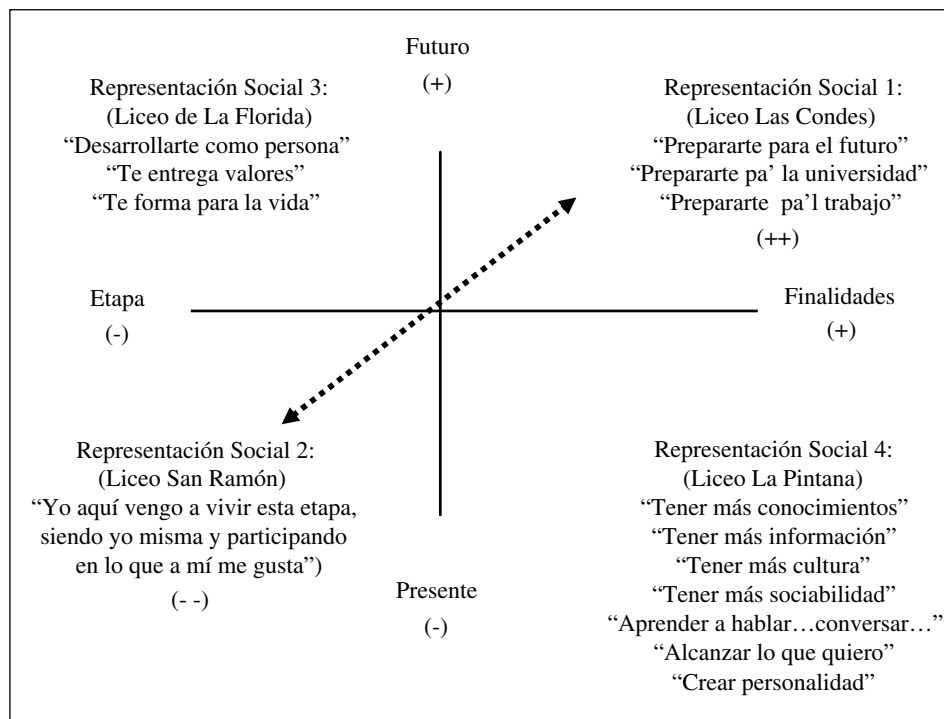 Futuro
(+)
Representación Social 3:
(Liceo de La Florida)
“Desarrollarte como persona”
“Te entrega valores”
“Te forma para la vida”
Representación Social 1:
(Liceo Las Condes)
“Prepararte para el futuro”
“Prepararte pa’ la universidad”
“Prepararte pa’l trabajo”
(++)
Etapa
(-)
Finalidades
(+)
Representación Social 2:
(Liceo San Ramón)
“Yo aquí vengo a vivir esta etapa,
siendo yo misma y participando
en lo que a mí me gusta”)
(- -)
Presente
(-)
Representación Social 4:
(Liceo La Pintana)
“Tener más conocimientos”
“Tener más información”
“Tener más cultura”
“Tener más sociabilidad”
“Aprender a hablar…conversar…”
“Alcanzar lo que quiero”
“Crear personalidad”